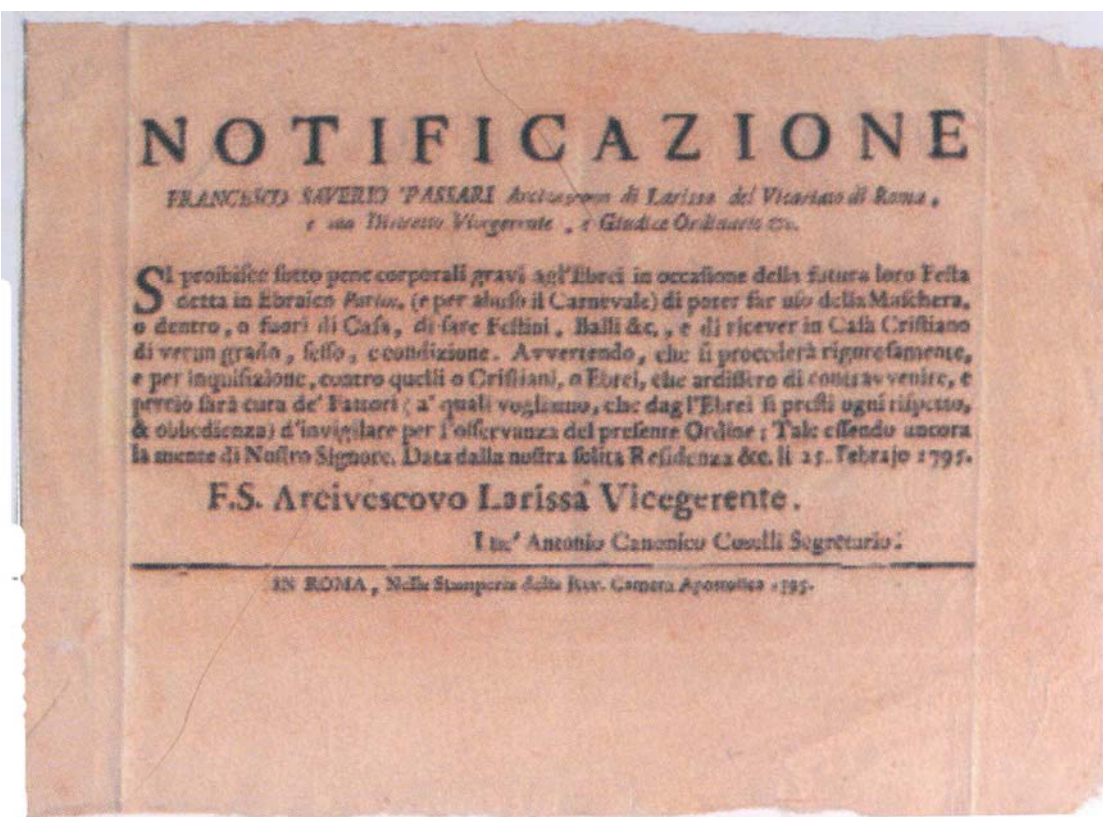 NOTIFICAZIONE
FRANCESCO SAVERIO PASSARI Arcivescovo di Larissa del Vicariato di Roma,
e suo Distretto Vicegerente, e Giudice Ordinario &c.
SI proibisce sotto pene corporali gravi agl'Ebrei in occasione della futura loro Festa
detta in Ebraico (e per abuso il Carnevale) di poter far uso della Maschera,
o dentro, o fuori di Casa, di fare Festini, Balli &c., e di ricever in Casa Cristiano
di verun grado, sesso, e condizione. Avvertendo, che si procederà rigorosamente,
e per inquisizione, contro quelli o Cristiani, o Ebrei, che ardissero di contravvenire, e
perciò sarà cura de' Fattori (a' quali vogliamo, che dagl'Ebrei si presti ogni rispetto,
& obbedienza) d'invigilare per l'osservanza del presente Ordine; Tale essendo ancora
la mente di Nostro Signore. Data dalla nostra solita Residenza &c. li 25. Febrajo 1795.
F.S. Arcivescovo Larissa Vicegerente.
Antonio Canonico Segretario.
IN ROMA, Nella Stamperia della Rev. Camera Apostolica 1795.